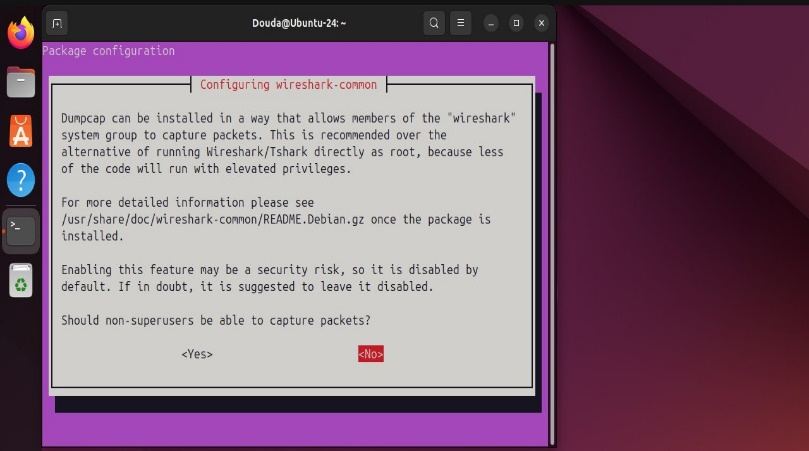 Douda@Ubuntu-24: ~
Package configuration
Configuring wireshark-common
Dumpcap can be installed in a way that allows members of the "wireshark"
system group to capture packets. This is recommended over the
alternative of running Wireshark/Tshark directly as root, because less
of the code will run with elevated privileges.
For more detailed information please see
/usr/share/doc/wireshark-common/README.Debian.gz once the package is
installed.
Enabling this feature may be a security risk, so it is disabled by
default. If in doubt, it is suggested to leave it disabled.
Should non-superusers be able to capture packets?
<Yes> <No>